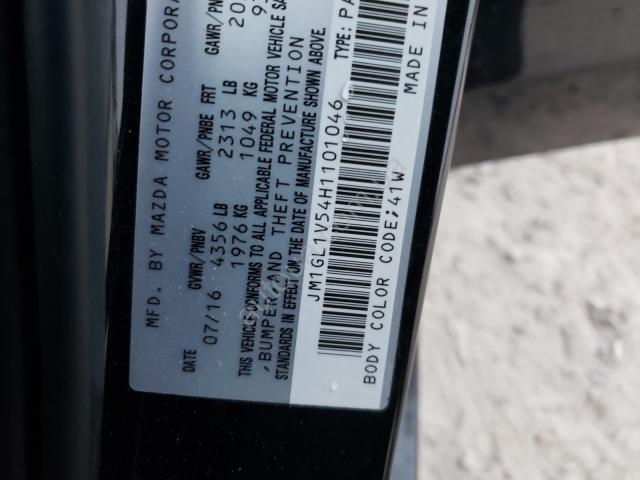 MFD. BY MAZDA MOTOR CORPORA
DATE GVWR/PNBV GAWR/PNBE FRT GAWR/PN
07/16 4356 LB 2313 LB 20
1976 KG 1049 KG 9
THIS VEHICLE CONFORMS TO ALL APPLICABLE FEDERAL MOTOR VEHICLE SA
, BUMPER, AND THEFT PREVENTION
STANDARDS IN EFFECT ON THE DATE OF MANUFACTURE SHOWN ABOVE.
JM1GL1V54H1101046 TYPE: PA
BODY COLOR CODE;41W MADE IN